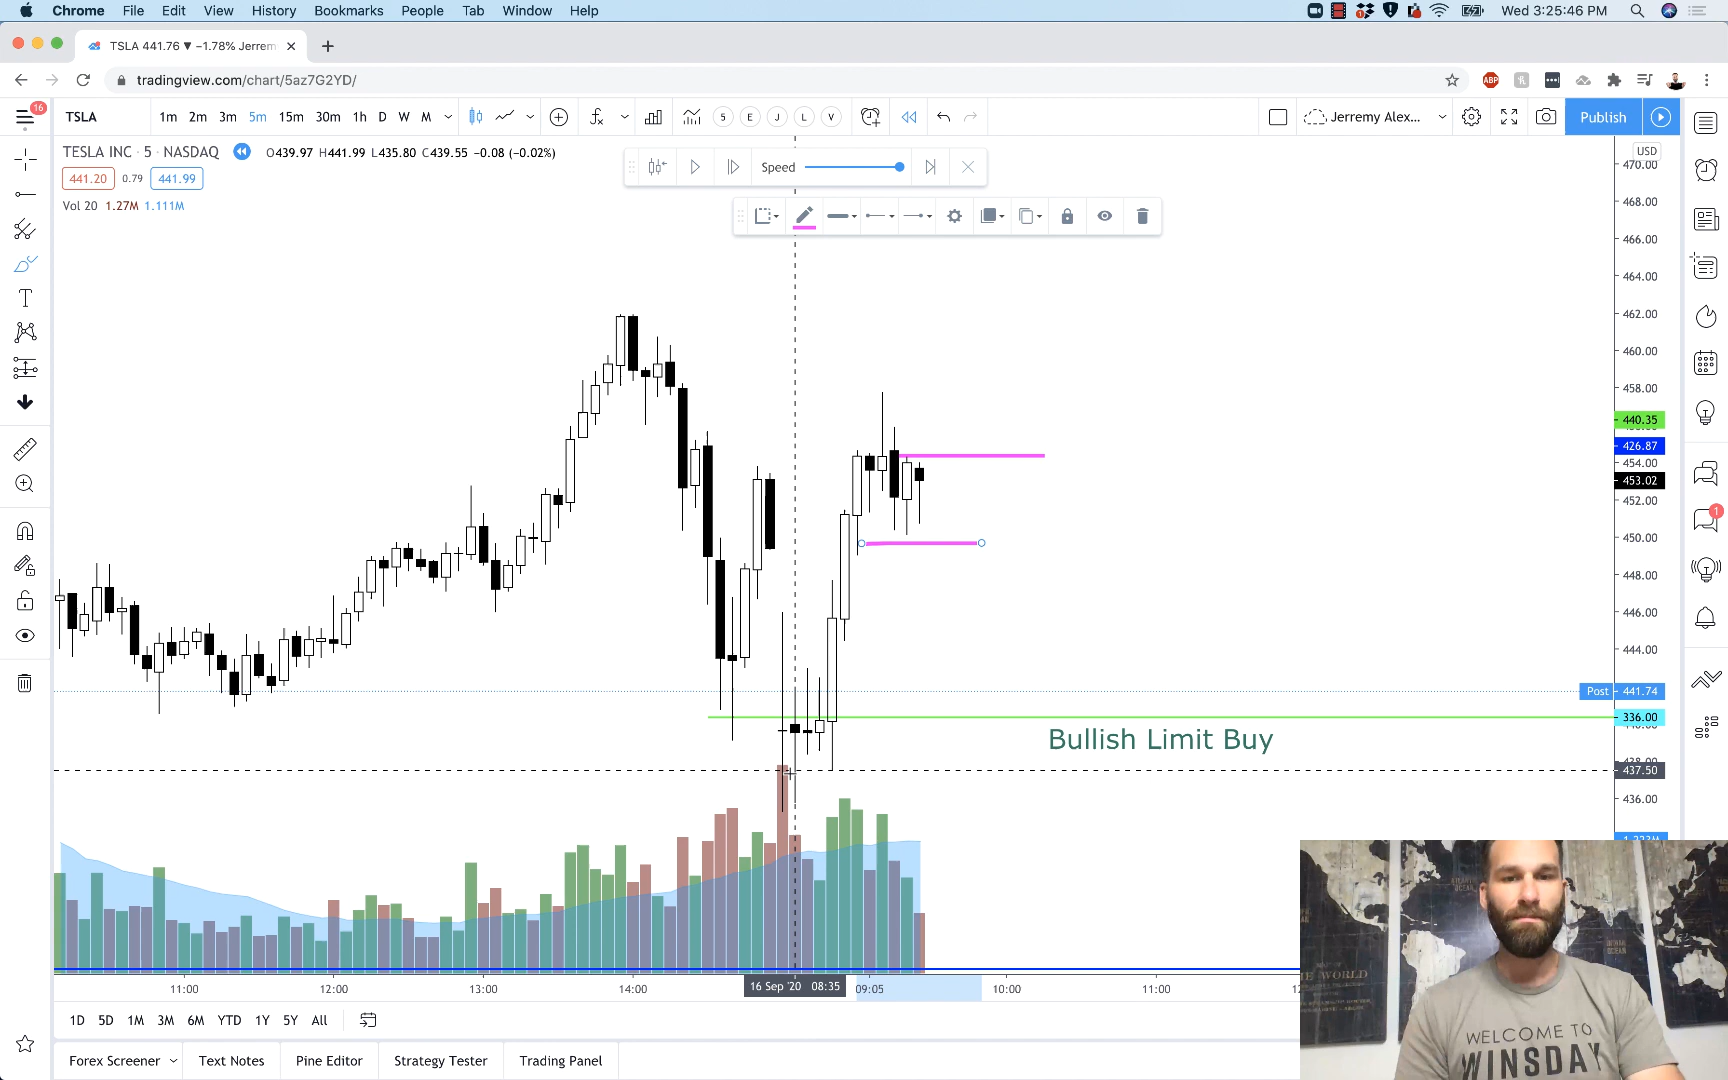 Chrome File Edit View History Bookmarks People Tab Window Help Wed 3:25:46 PM
TSLA 441.76 ▼ −1.78% Jerrem
tradingview.com/chart/5az7G2YD/
ABP
16
TSLA 1m 2m 3m 5m 15m 30m 1h D W M 5 E J L V Jeremy Alex... Publish
TESLA INC · 5 · NASDAQ O439.97 H441.99 L435.80 C439.55 −0.08 (−0.02%)
441.20 0.79 441.99
Vol 20 1.27M 1.111M
Speed
USD
470.00
468.00
466.00
464.00
462.00
460.00
458.00
440.35
426.87
454.00
453.02
452.00
450.00
448.00
446.00
444.00
Post 441.74
336.00
Bullish Limit Buy
437.50
436.00
1
11:00 12:00 13:00 14:00 16 Sep '20 08:35 09:05 10:00 11:00
1D 5D 1M 3M 6M YTD 1Y 5Y All
Forex Screener Text Notes Pine Editor Strategy Tester Trading Panel
WELCOME TO
WINSDAY